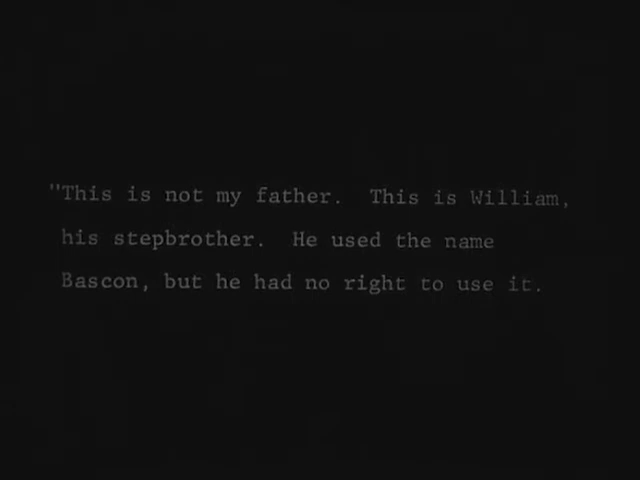 "This is not my father. This is William,
his stepbrother. He used the name
Bascon, but he had no right to use it.